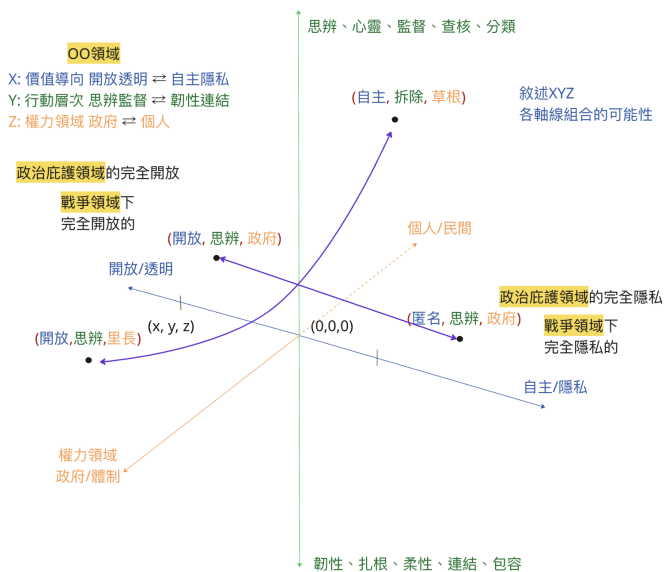 思辨、心靈、監督、查核、分類
OO領域
X: 價值導向 開放透明 ⇄ 自主隱私
Y: 行動層次 思辨監督 ⇄ 韌性連結
Z: 權力領域 政府 ⇄ 個人
(自主, 拆除, 草根)
敘述XYZ
各軸線組合的可能性
政治庇護領域的完全開放
戰爭領域下
完全開放的
(開放, 思辨, 政府)
個人/民間
開放/透明
政治庇護領域的完全隱私
戰爭領域下
完全隱私的
(匿名, 思辨, 政府)
(x, y, z)
(0,0,0)
(開放,思辨,里長)
自主/隱私
權力領域
政府/體制
韌性、扎根、柔性、連結、包容